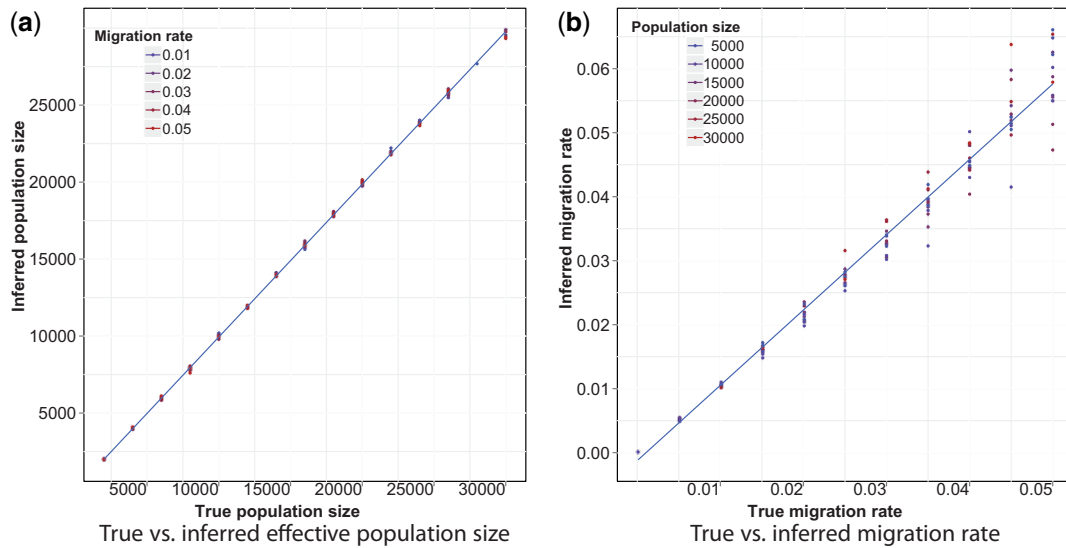 (a)
Migration rate
0.01
0.02
0.03
0.04
0.05
Inferred population size
25000
20000
15000
10000
5000
5000 10000 15000 20000 25000 30000
True population size
True vs. inferred effective population size
(b)
Population size
5000
10000
15000
20000
25000
30000
Inferred migration rate
0.06
0.05
0.04
0.03
0.02
0.01
0.00
0.01 0.02 0.03 0.04 0.05
True migration rate
True vs. inferred migration rate